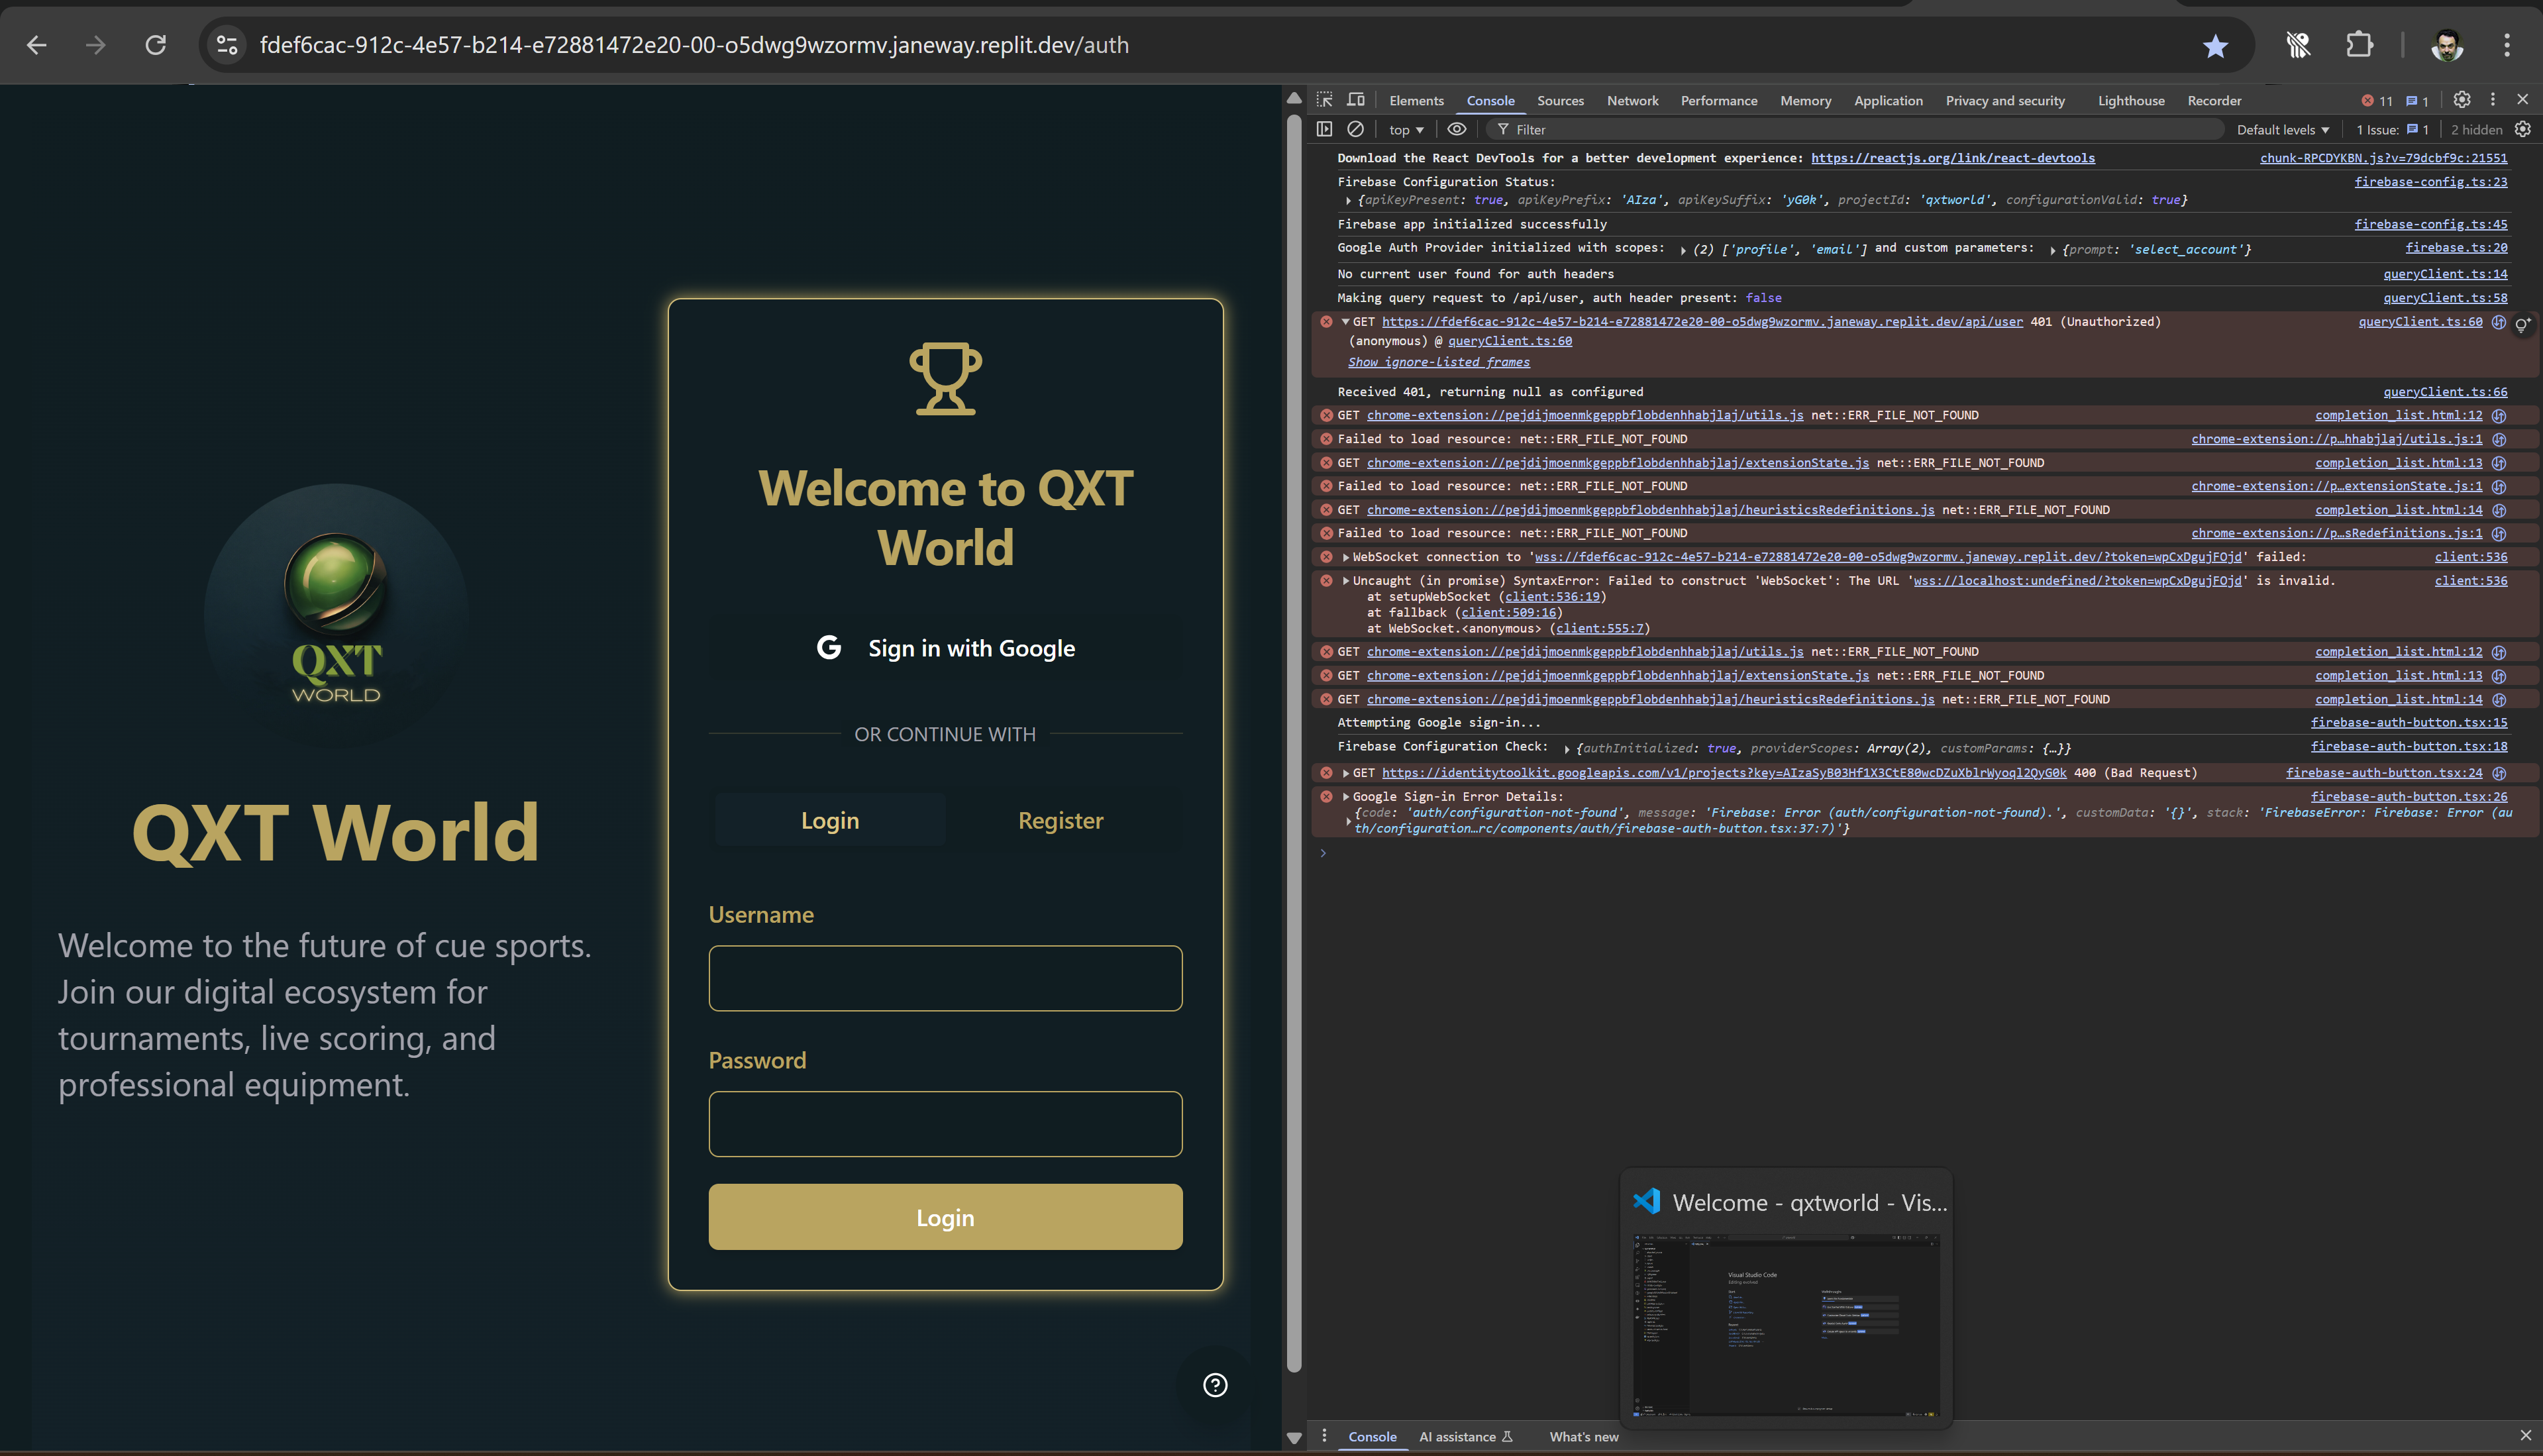 fdef6cac-912c-4e57-b214-e72881472e20-00-o5dwg9wzormv.janeway.replit.dev/auth
QXT
WORLD
QXT World
Welcome to the future of cue sports.
Join our digital ecosystem for
tournaments, live scoring, and
professional equipment.
Welcome to QXT
World
Sign in with Google
OR CONTINUE WITH
Login
Register
Username
Password
Login
Elements Console Sources Network Performance Memory Application Privacy and security Lighthouse Recorder 11 1
top Filter Default levels 1 Issue: 1 2 hidden
Download the React DevTools for a better development experience: https://reactjs.org/link/react-devtools chunk-RPCDYKBN.js?v=79dcbf9c:21551
Firebase Configuration Status: firebase-config.ts:23
{apiKeyPresent: true, apiKeyPrefix: 'AIza', apiKeySuffix: 'yG0k', projectId: 'qxtworld', configurationValid: true}
Firebase app initialized successfully firebase-config.ts:45
Google Auth Provider initialized with scopes: (2) ['profile', 'email'] and custom parameters: {prompt: 'select_account'} firebase.ts:20
No current user found for auth headers queryClient.ts:14
Making query request to /api/user, auth header present: false queryClient.ts:58
GET https://fdef6cac-912c-4e57-b214-e72881472e20-00-o5dwg9wzormv.janeway.replit.dev/api/user 401 (Unauthorized) queryClient.ts:60
(anonymous) @ queryClient.ts:60
Show ignore-listed frames
Received 401, returning null as configured queryClient.ts:66
GET chrome-extension://pejdijmoenmkgeppbflobdenhhabjlaj/utils.js net::ERR_FILE_NOT_FOUND completion_list.html:12
Failed to load resource: net::ERR_FILE_NOT_FOUND chrome-extension://p…hhabjlaj/utils.js:1
GET chrome-extension://pejdijmoenmkgeppbflobdenhhabjlaj/extensionState.js net::ERR_FILE_NOT_FOUND completion_list.html:13
Failed to load resource: net::ERR_FILE_NOT_FOUND chrome-extension://p…extensionState.js:1
GET chrome-extension://pejdijmoenmkgeppbflobdenhhabjlaj/heuristicsRedefinitions.js net::ERR_FILE_NOT_FOUND completion_list.html:14
Failed to load resource: net::ERR_FILE_NOT_FOUND chrome-extension://p…sRedefinitions.js:1
WebSocket connection to 'wss://fdef6cac-912c-4e57-b214-e72881472e20-00-o5dwg9wzormv.janeway.replit.dev/?token=wpCxDgujFOjd' failed: client:536
Uncaught (in promise) SyntaxError: Failed to construct 'WebSocket': The URL 'wss://localhost:undefined/?token=wpCxDgujFOjd' is invalid. client:536
at setupWebSocket (client:536:19)
at fallback (client:509:16)
at WebSocket.<anonymous> (client:555:7)
GET chrome-extension://pejdijmoenmkgeppbflobdenhhabjlaj/utils.js net::ERR_FILE_NOT_FOUND completion_list.html:12
GET chrome-extension://pejdijmoenmkgeppbflobdenhhabjlaj/extensionState.js net::ERR_FILE_NOT_FOUND completion_list.html:13
GET chrome-extension://pejdijmoenmkgeppbflobdenhhabjlaj/heuristicsRedefinitions.js net::ERR_FILE_NOT_FOUND completion_list.html:14
Attempting Google sign-in... firebase-auth-button.tsx:15
Firebase Configuration Check: {authInitialized: true, providerScopes: Array(2), customParams: {…}} firebase-auth-button.tsx:18
GET https://identitytoolkit.googleapis.com/v1/projects?key=AIzaSyB03Hf1X3CtE80wcDZuXblrWyoql2QyG0k 400 (Bad Request) firebase-auth-button.tsx:24
Google Sign-in Error Details: firebase-auth-button.tsx:26
{code: 'auth/configuration-not-found', message: 'Firebase: Error (auth/configuration-not-found).', customData: '{}', stack: 'FirebaseError: Firebase: Error (au
th/configuration…rc/components/auth/firebase-auth-button.tsx:37:7)'}
Welcome - qxtworld - Vis...
Visual Studio Code
Console AI assistance What's new